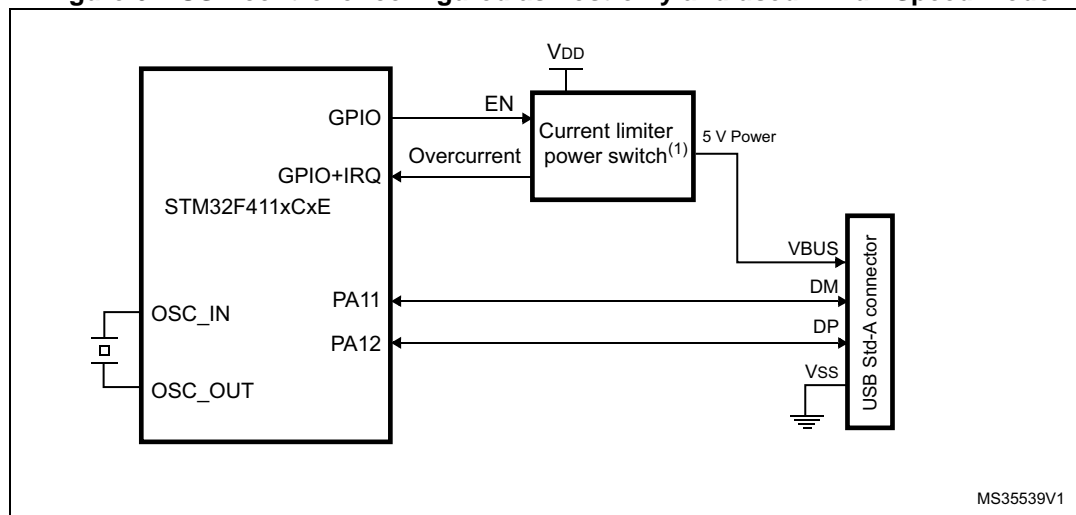 VDD
GPIO
EN
Current limiter
power switch(1)
5 V Power
Overcurrent
GPIO+IRQ
STM32F411xCxE
VBUS
DM
PA11
OSC_IN
DP
PA12
VSS
OSC_OUT
USB Std-A connector
MS35539V1